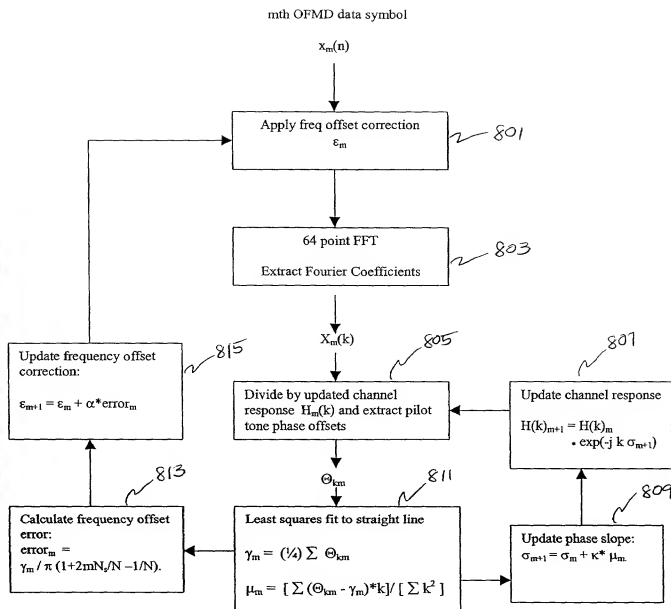 mth OFMD data symbol
xₘ(n)
Apply freq offset correction
εₘ
801
64 point FFT
Extract Fourier Coefficients
803
Xₘ(k)
805
Divide by updated channel
response Hₘ(k) and extract pilot
tone phase offsets
807
Update channel response
H(k)ₘ₊₁ = H(k)ₘ
• exp(-j k σₘ₊₁)
815
Update frequency offset
correction:
εₘ₊₁ = εₘ + α*errorₘ
Θₖₘ
813
Calculate frequency offset
error:
errorₘ =
γₘ / π (1+2mNₛ/N –1/N).
811
Least squares fit to straight line
γₘ = (¼) ∑ Θₖₘ
μₘ = [ ∑ (Θₖₘ - γₘ)*k]/ [ ∑ k² ]
809
Update phase slope:
σₘ₊₁ = σₘ + κ* μₘ.